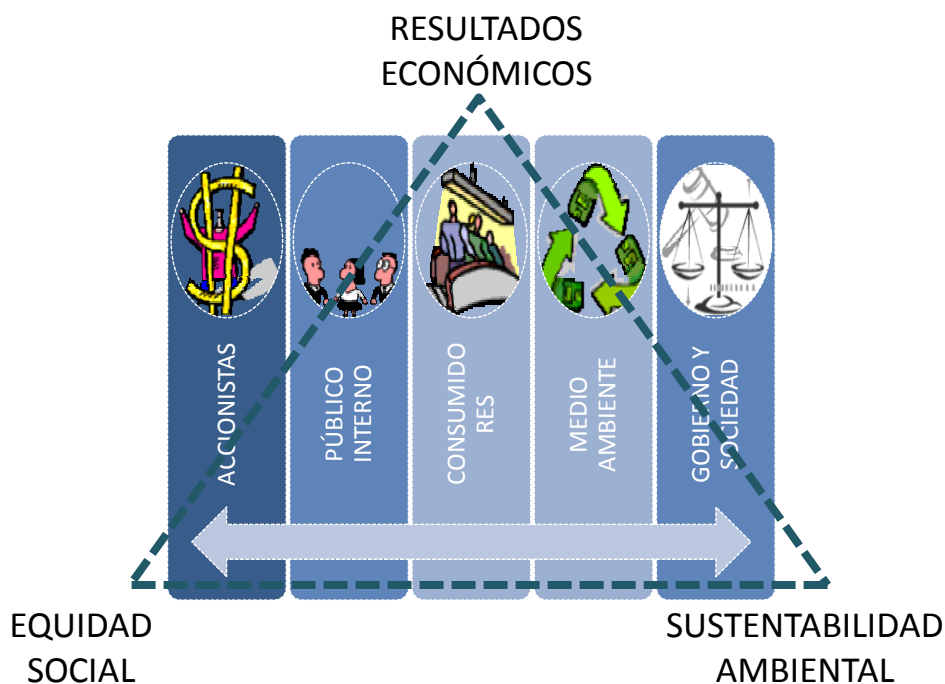 RESULTADOS
ECONÓMICOS
ACCIONISTAS
PÚBLICO
INTERNO
CONSUMIDO
RES
MEDIO
AMBIENTE
GOBIERNO Y
SOCIEDAD
EQUIDAD
SOCIAL
SUSTENTABILIDAD
AMBIENTAL